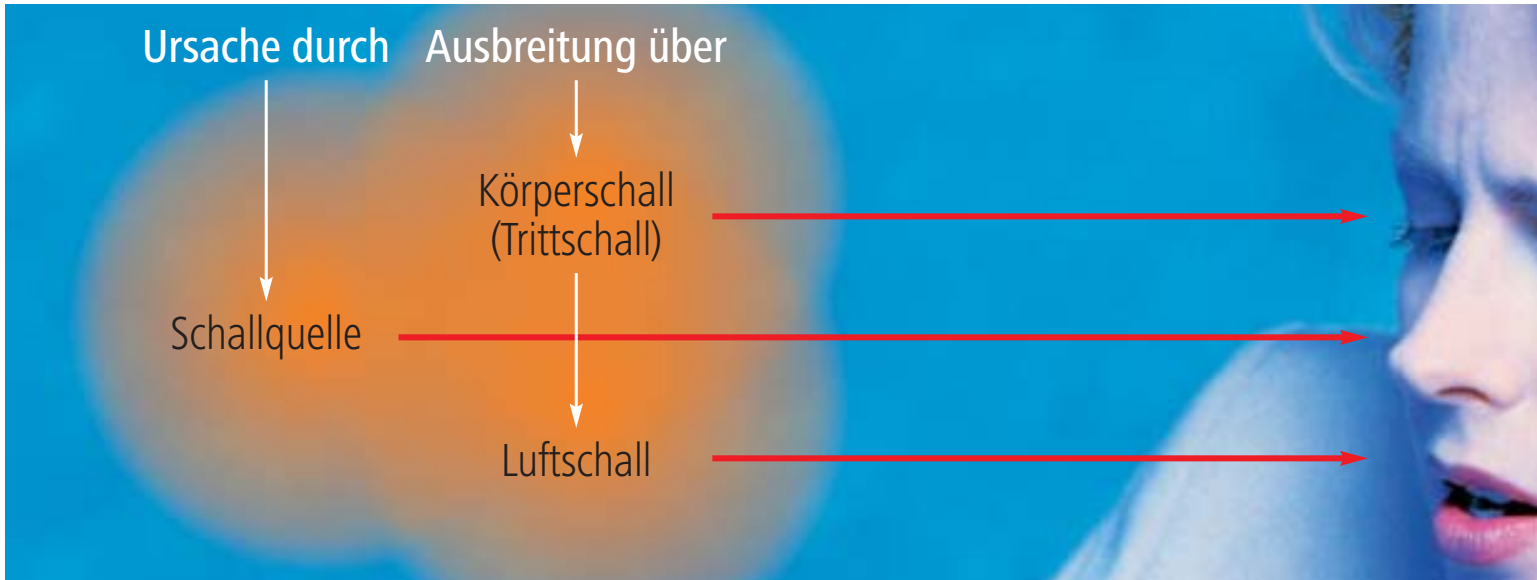 Ursache durch
Ausbreitung über
Körperschall
(Trittschall)
Schallquelle
Luftschall